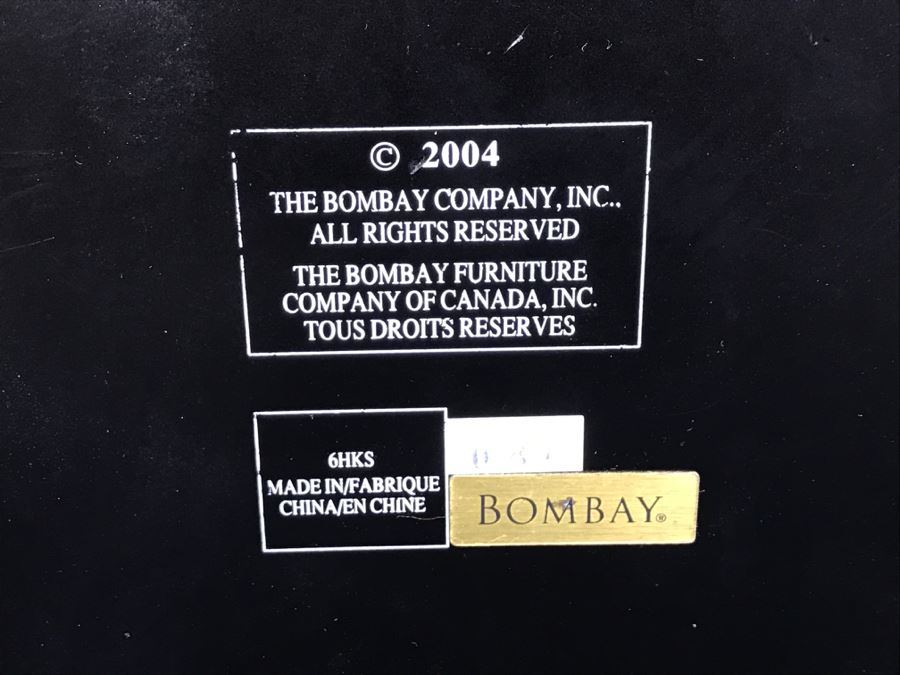 © 2004
THE BOMBAY COMPANY, INC.,
ALL RIGHTS RESERVED
THE BOMBAY FURNITURE
COMPANY OF CANADA, INC.
TOUS DROITS RESERVES
6HKS
MADE IN/FABRIQUE
CHINA/EN CHINE
BOMBAY®